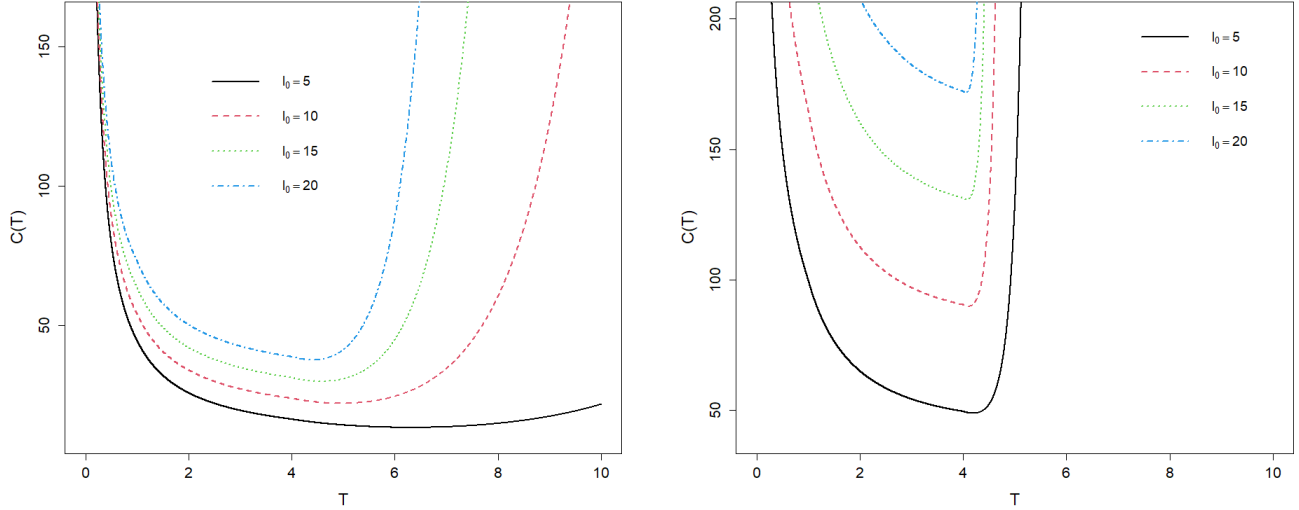 C(T)
150
100
50
I₀ = 5
I₀ = 10
I₀ = 15
I₀ = 20
0 2 4 6 8 10
T
C(T)
200
150
100
50
I₀ = 5
I₀ = 10
I₀ = 15
I₀ = 20
0 2 4 6 8 10
T